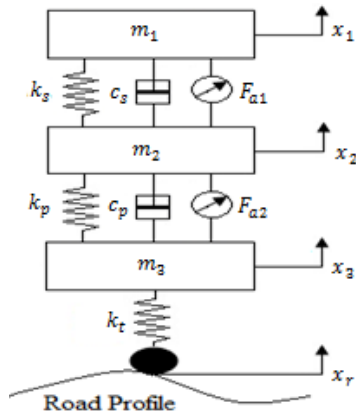 m₁
x₁
kₛ
cₛ
Fₐ₁
m₂
x₂
kₚ
cₚ
Fₐ₂
m₃
x₃
kₜ
xᵣ
Road Profile